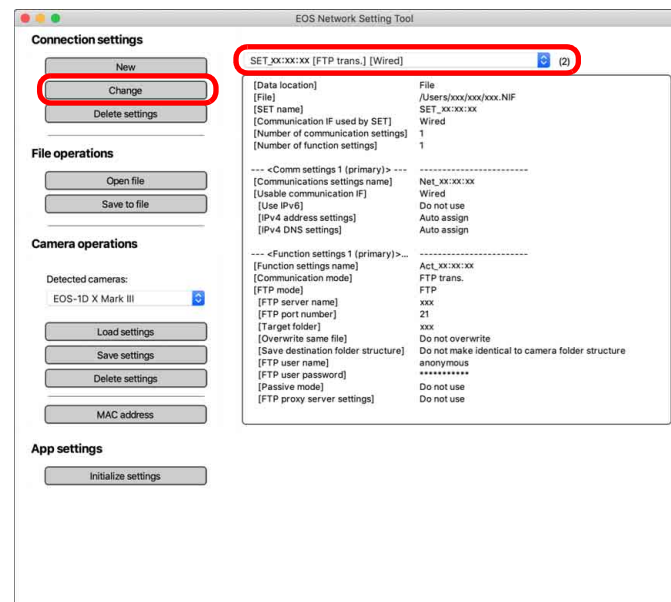 EOS Network Setting Tool
Connection settings
New
Change
Delete settings
File operations
Open file
Save to file
Camera operations
Detected cameras:
EOS-1D X Mark III
Load settings
Save settings
Delete settings
MAC address
App settings
Initialize settings
SET_xx:xx:xx [FTP trans.] [Wired] (2)
[Data location] File
[File] /Users/xxx/xxx/xxx.NIF
[SET name] SET_xx:xx:xx
[Communication IF used by SET] Wired
[Number of communication settings] 1
[Number of function settings] 1
--- <Comm settings 1 (primary)> --- ------------------------
[Communications settings name] Net_xx:xx:xx
[Usable communication IF] Wired
[Use IPv6] Do not use
[IPv4 address settings] Auto assign
[IPv4 DNS settings] Auto assign
--- <Function settings 1 (primary)>... ------------------------
[Function settings name] Act_xx:xx:xx
[Communication mode] FTP trans.
[FTP mode] FTP
[FTP server name] xxx
[FTP port number] 21
[Target folder] xxx
[Overwrite same file] Do not overwrite
[Save destination folder structure] Do not make identical to camera folder structure
[FTP user name] anonymous
[FTP user password] ***********
[Passive mode] Do not use
[FTP proxy server settings] Do not use